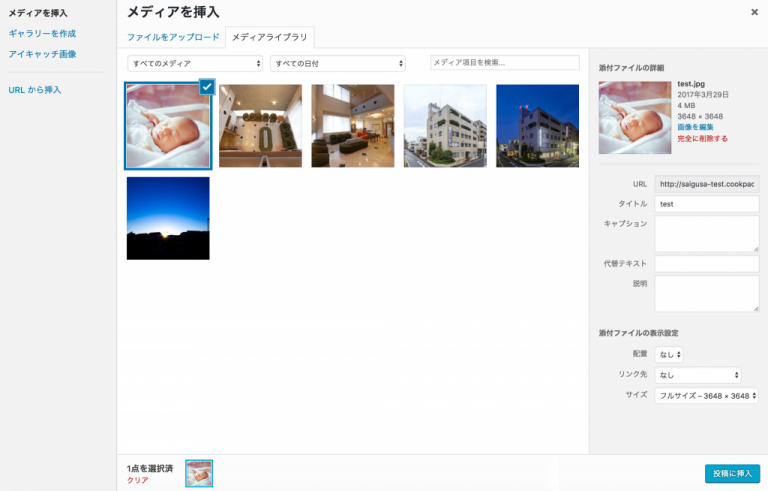 メディアを挿入
ギャラリーを作成
アイキャッチ画像
URL から挿入
メディアを挿入
ファイルをアップロード
メディアライブラリ
すべてのメディア
すべての日付
メディア項目を検索...
添付ファイルの詳細
test.jpg
2017年3月29日
4 MB
3648 × 3648
画像を編集
完全に削除する
URL
http://saigusa-test.cookpac
タイトル
test
キャプション
代替テキスト
説明
添付ファイルの表示設定
配置
なし
リンク先
なし
サイズ
フルサイズ – 3648 × 3648
1点を選択済
クリア
投稿に挿入